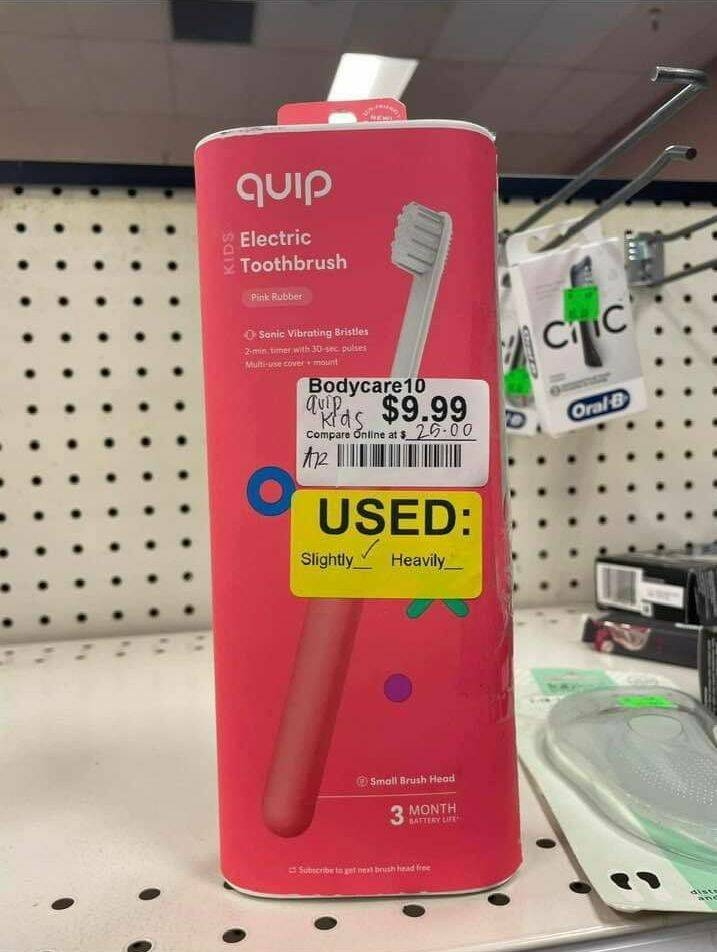 NEW!
quip
KIDS
Electric
Toothbrush
Pink Rubber
Sonic Vibrating Bristles
2-min. timer with 30-sec. pulses
Multi-use cover + mount
Bodycare10
quip
Kids $9.99
Compare Online at $ 25.00
AR
USED:
Slightly ✓ Heavily__
Small Brush Head
3 MONTH
BATTERY LIFE*
Subscribe to get next brush head free
Oral-B